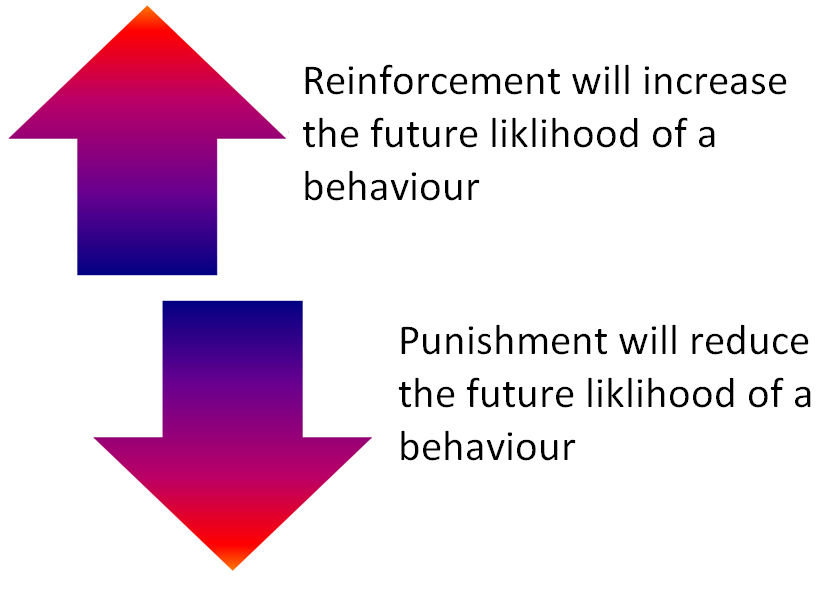 Reinforcement will increase
the future liklihood of a
behaviour
Punishment will reduce
the future liklihood of a
behaviour